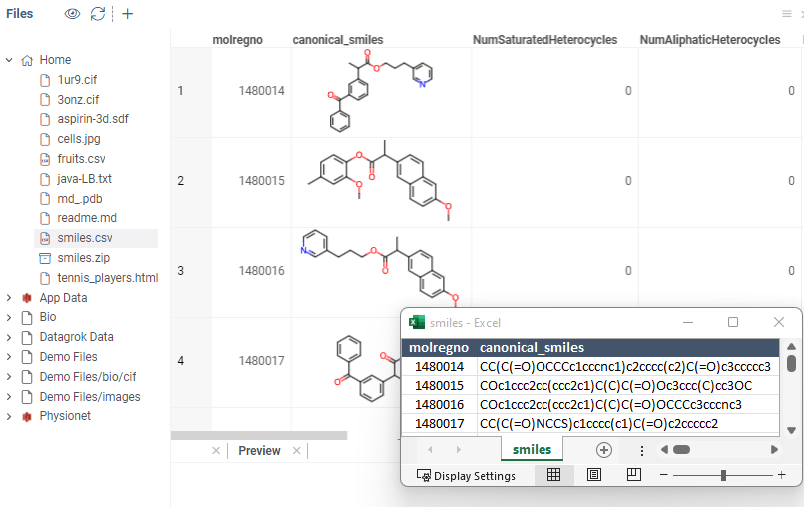 Files
Home
1ur9.cif
3onz.cif
aspirin-3d.sdf
cells.jpg
fruits.csv
java-LB.txt
md_.pdb
readme.md
smiles.csv
smiles.zip
tennis_players.html
App Data
Bio
Datagrok Data
Demo Files
Demo Files/bio/cif
Demo Files/images
Physionet
molregno canonical_smiles NumSaturatedHeterocycles NumAliphaticHeterocycles
1 1480014 0 0
2 1480015 0 0
3 1480016 0 0
4 1480017
Preview
smiles - Excel
molregno canonical_smiles
1480014 CC(C(=O)OCCCc1cccnc1)c2cccc(c2)C(=O)c3ccccc3
1480015 COc1ccc2cc(ccc2c1)C(C)C(=O)Oc3ccc(C)cc3OC
1480016 COc1ccc2cc(ccc2c1)C(C)C(=O)OCCCc3cccnc3
1480017 CC(C(=O)NCCS)c1cccc(c1)C(=O)c2ccccc2
smiles
Display Settings